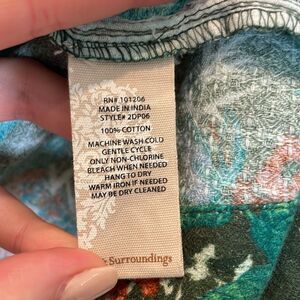 RN# 101206
MADE IN INDIA
STYLE# 2DP06
100% COTTON
MACHINE WASH COLD
GENTLE CYCLE
ONLY NON-CHLORINE
BLEACH WHEN NEEDED
HANG TO DRY
WARM IRON IF NEEDED
MAY BE DRY CLEANED
Surroundings